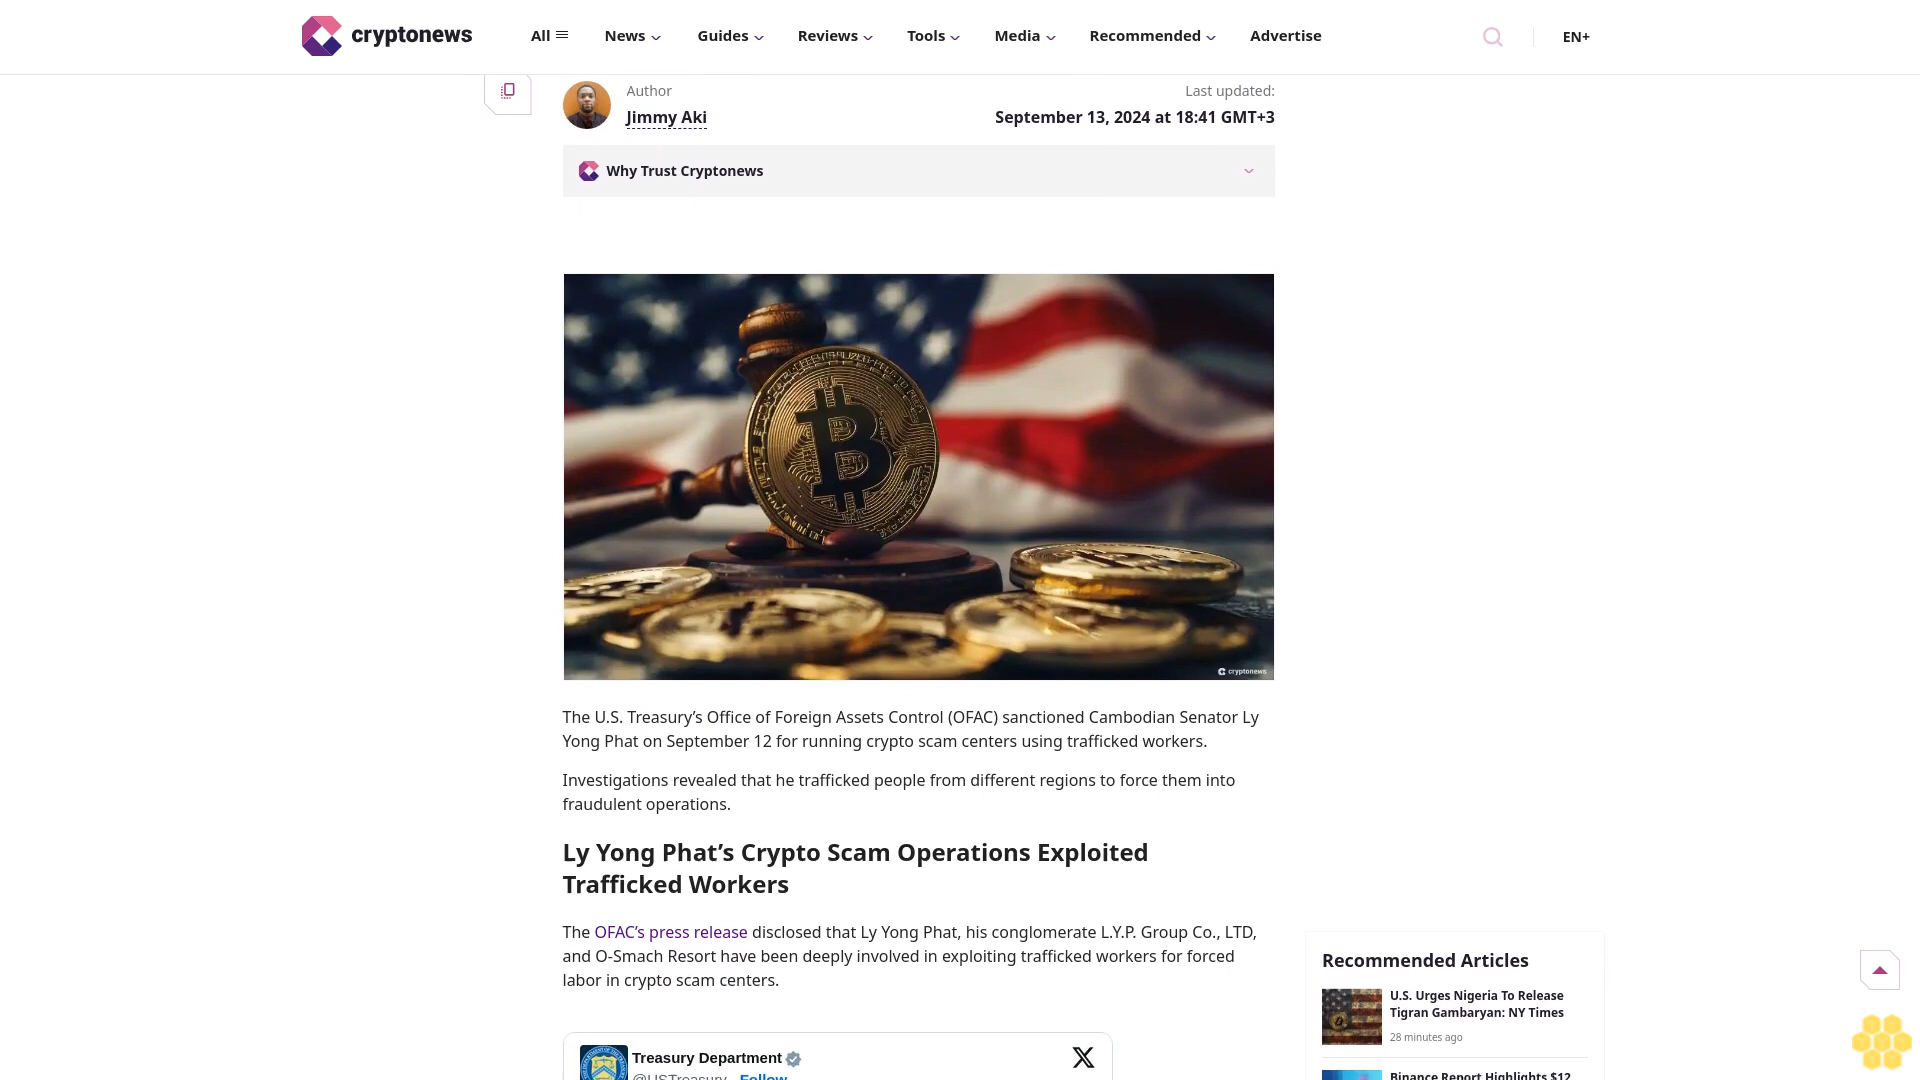 cryptonews
All
News
Guides
Reviews
Tools
Media
Recommended
Advertise
EN+
Author
Jimmy Aki
Last updated:
September 13, 2024 at 18:41 GMT+3
Why Trust Cryptonews
cryptonews
The U.S. Treasury’s Office of Foreign Assets Control (OFAC) sanctioned Cambodian Senator Ly
Yong Phat on September 12 for running crypto scam centers using trafficked workers.
Investigations revealed that he trafficked people from different regions to force them into
fraudulent operations.
Ly Yong Phat’s Crypto Scam Operations Exploited
Trafficked Workers
The OFAC’s press release disclosed that Ly Yong Phat, his conglomerate L.Y.P. Group Co., LTD,
and O-Smach Resort have been deeply involved in exploiting trafficked workers for forced
labor in crypto scam centers.
Treasury Department
@USTreasury · Follow
Recommended Articles
U.S. Urges Nigeria To Release
Tigran Gambaryan: NY Times
28 minutes ago
Binance Report Highlights $12